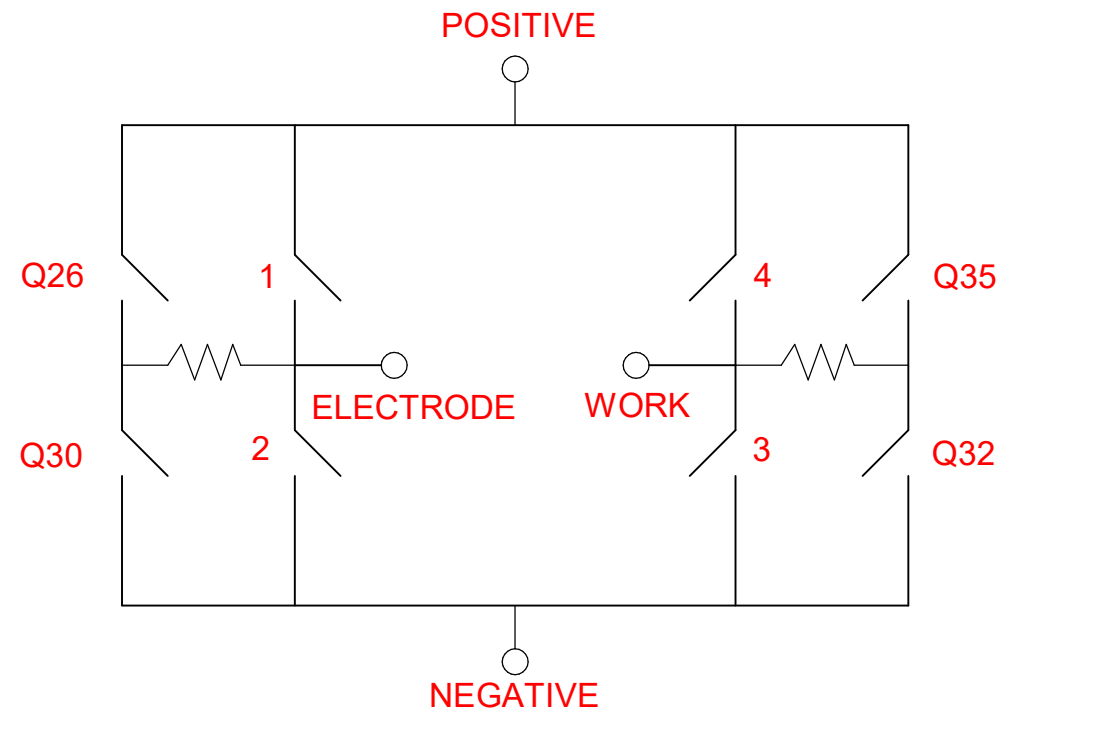 POSITIVE
Q26
1
4
Q35
ELECTRODE
WORK
Q30
2
3
Q32
NEGATIVE